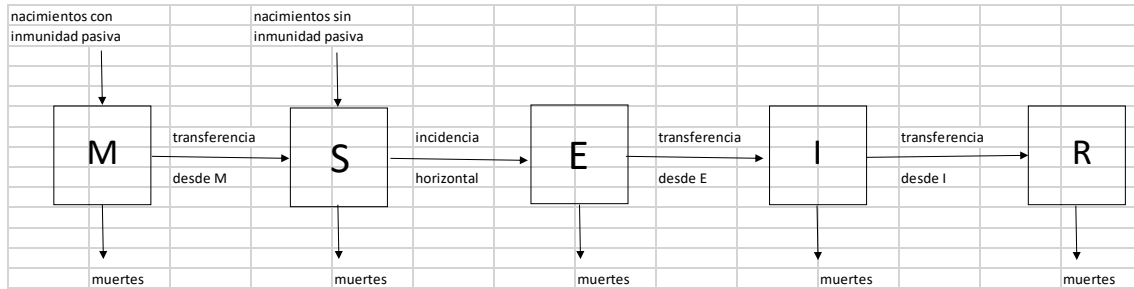 nacimientos con
inmunidad pasiva
nacimientos sin
inmunidad pasiva
M
transferencia
desde M
S
incidencia
horizontal
E
transferencia
desde E
I
transferencia
desde I
R
muertes
muertes
muertes
muertes
muertes